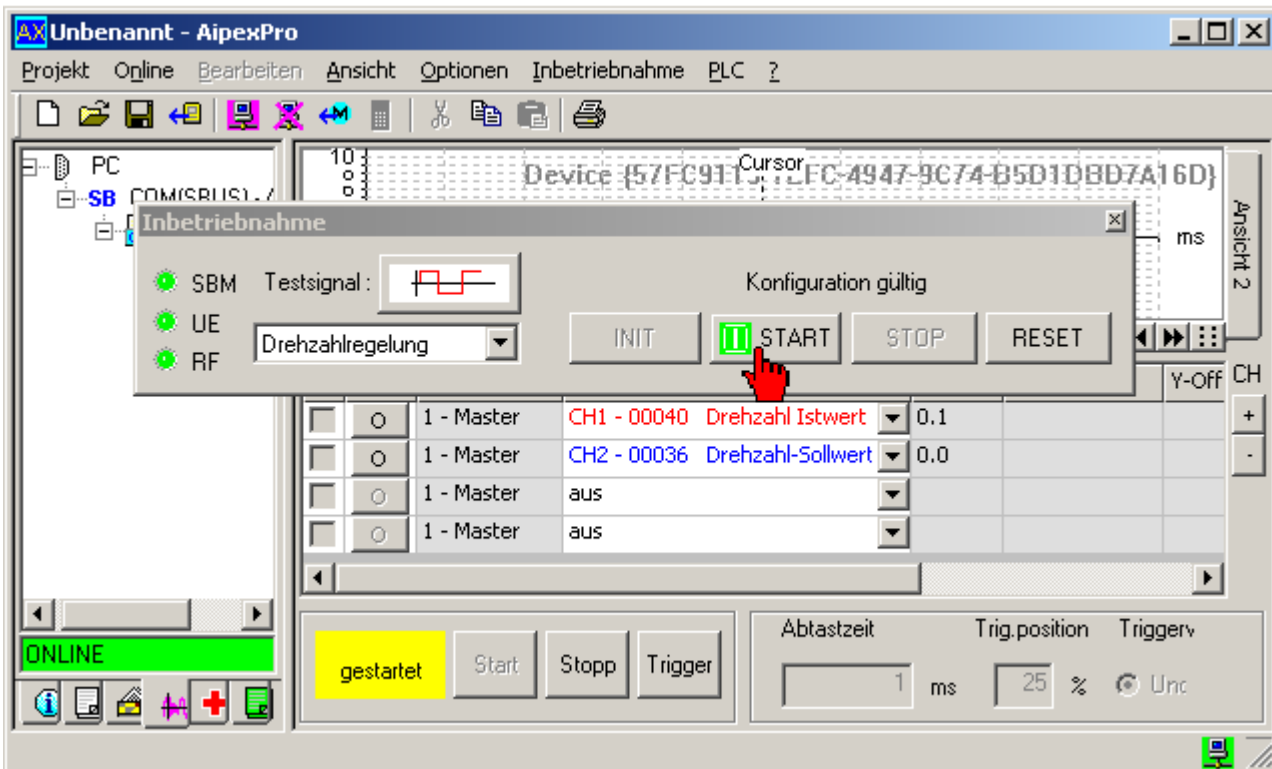 Unbenannt - AipexPro
Projekt Online Bearbeiten Ansicht Optionen Inbetriebnahme PLC ?
PC
SB COM(SBUS)
10
Cursor
ms
Ansicht 2
Inbetriebnahme
SBM
UE
RF
Testsignal :
Drehzahlregelung
Konfiguration gültig
INIT START STOP RESET
Y-Off
CH
+
-
o 1 - Master CH1 - 00040 Drehzahl Istwert 0.1
o 1 - Master CH2 - 00036 Drehzahl-Sollwert 0.0
o 1 - Master aus
o 1 - Master aus
ONLINE
gestartet Start Stopp Trigger
Abtastzeit Trig.position
1 ms 25 %